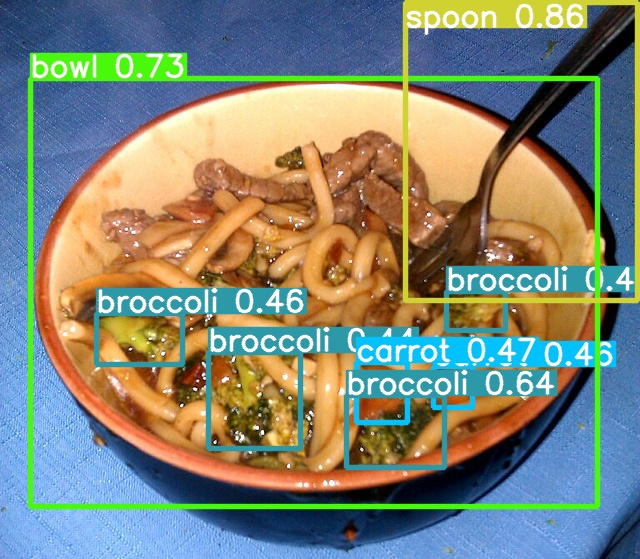 spoon 0.86
bowl 0.73
broccoli 0.4
broccoli 0.46
broccoli 0.44
carrot 0.47
0.46
broccoli 0.64